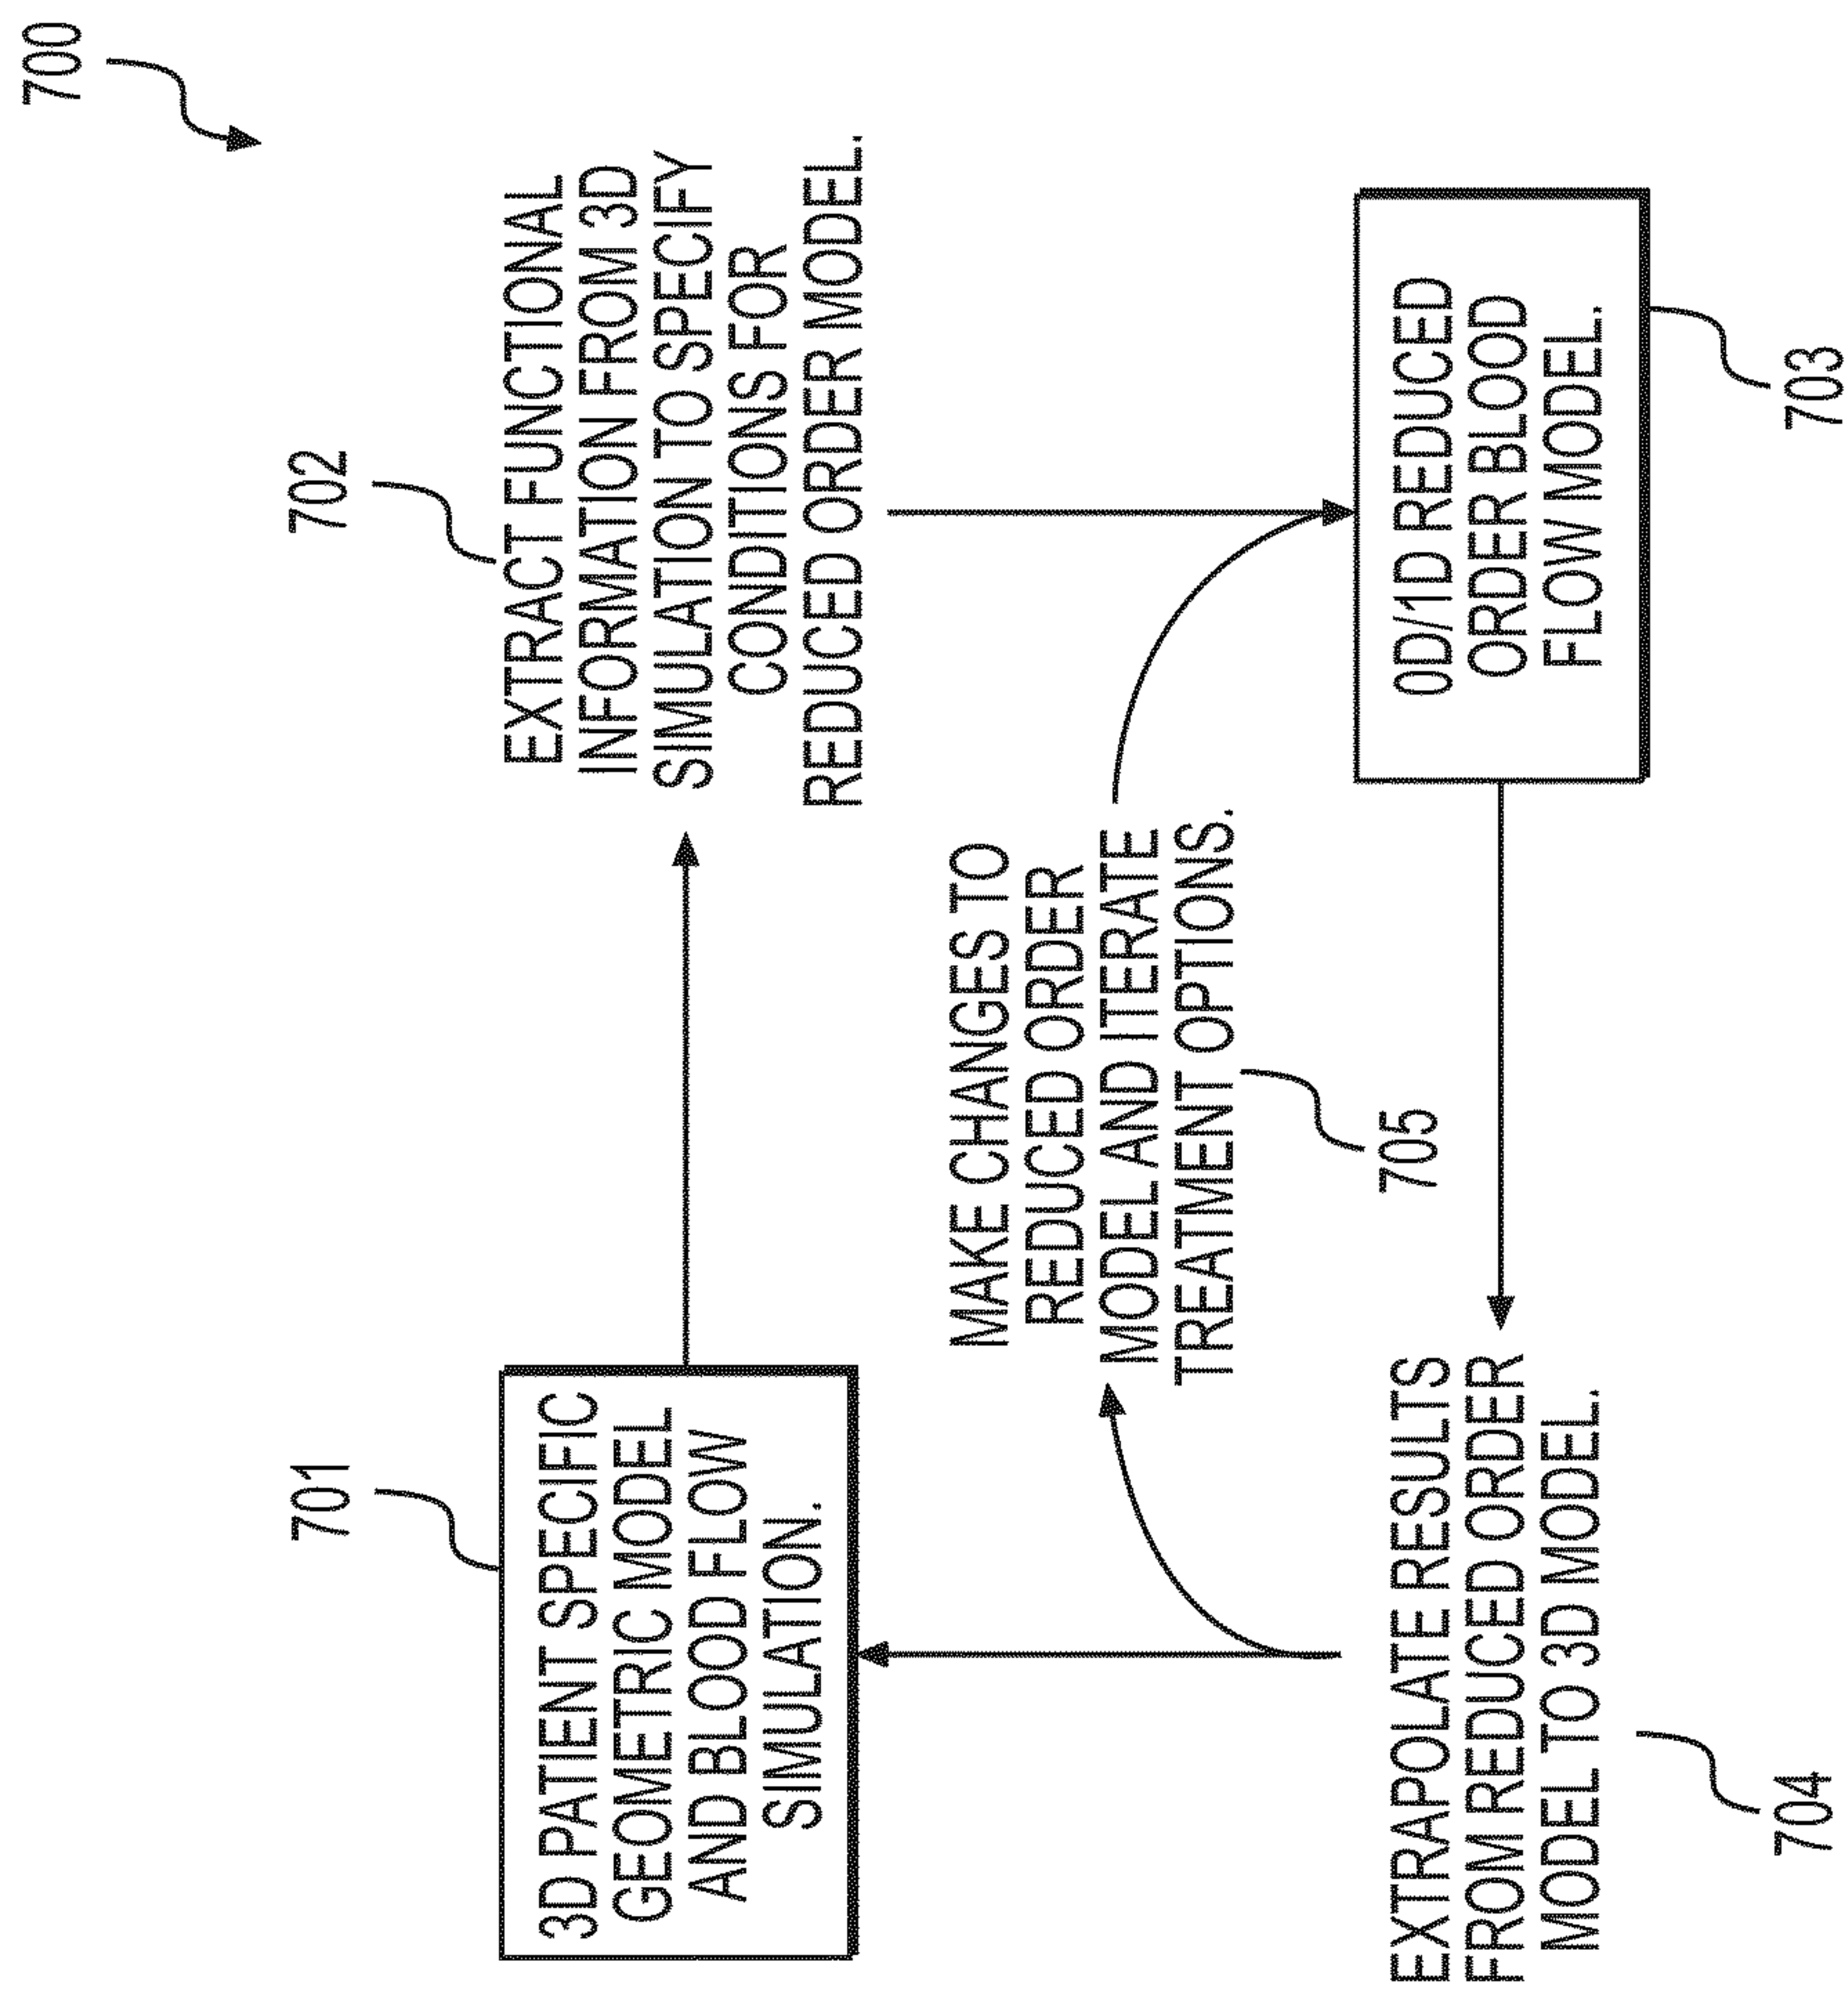 700
701
3D PATIENT SPECIFIC
GEOMETRIC MODEL
AND BLOOD FLOW
SIMULATION.
702
EXTRACT FUNCTIONAL
INFORMATION FROM 3D
SIMULATION TO SPECIFY
CONDITIONS FOR
REDUCED ORDER MODEL.
MAKE CHANGES TO
REDUCED ORDER
MODEL AND ITERATE
TREATMENT OPTIONS.
705
EXTRAPOLATE RESULTS
FROM REDUCED ORDER
MODEL TO 3D MODEL.
704
0D/1D REDUCED
ORDER BLOOD
FLOW MODEL.
703